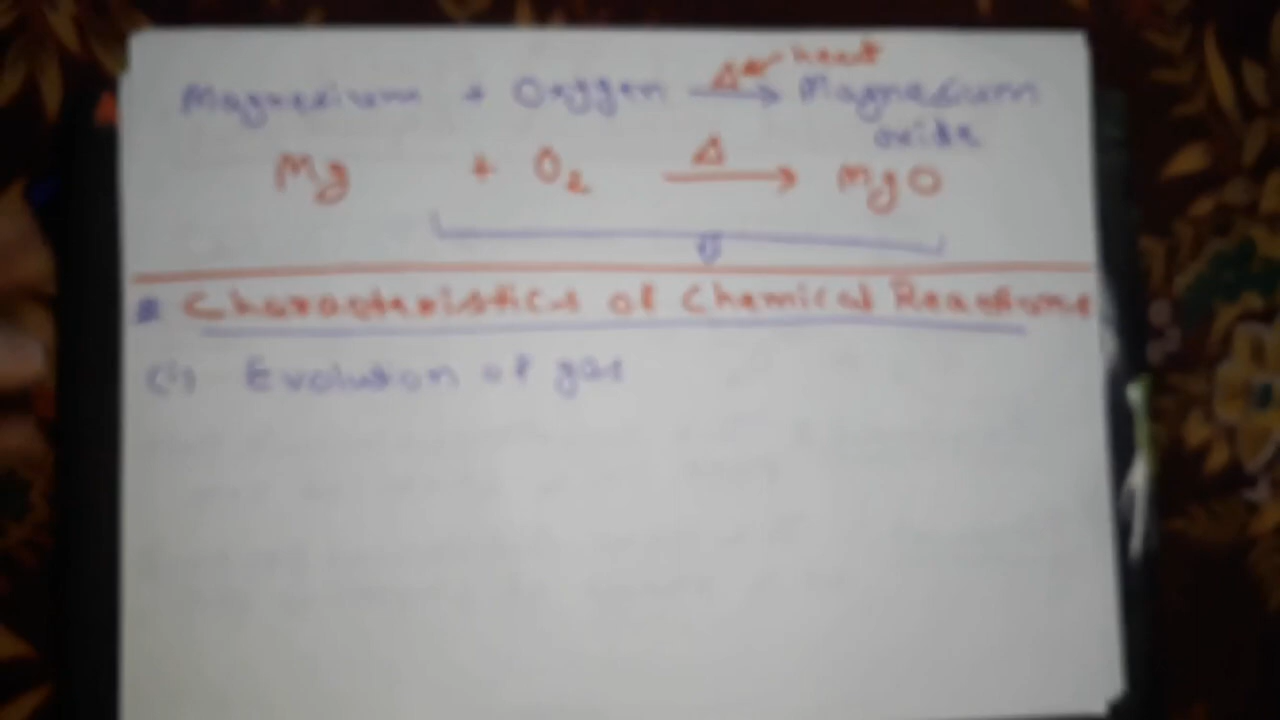 heat
Magnesium + Oxygen Δ→ Magnesium
oxide
Mg + O₂ Δ→ MgO
Characteristics of Chemical Reactions
(i) Evolution of gas